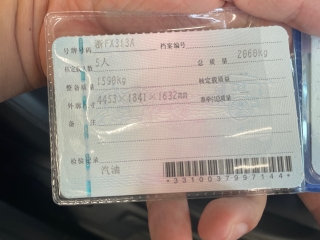 号牌号码 浙FX313A 档案编号
核定载人数 5人 总质量 2068kg
整备质量 1590kg 核定载质量
外廓尺寸 4453×1841×1632mm 准牵引总质量
备注
检验记录
汽油
*3310037997144*